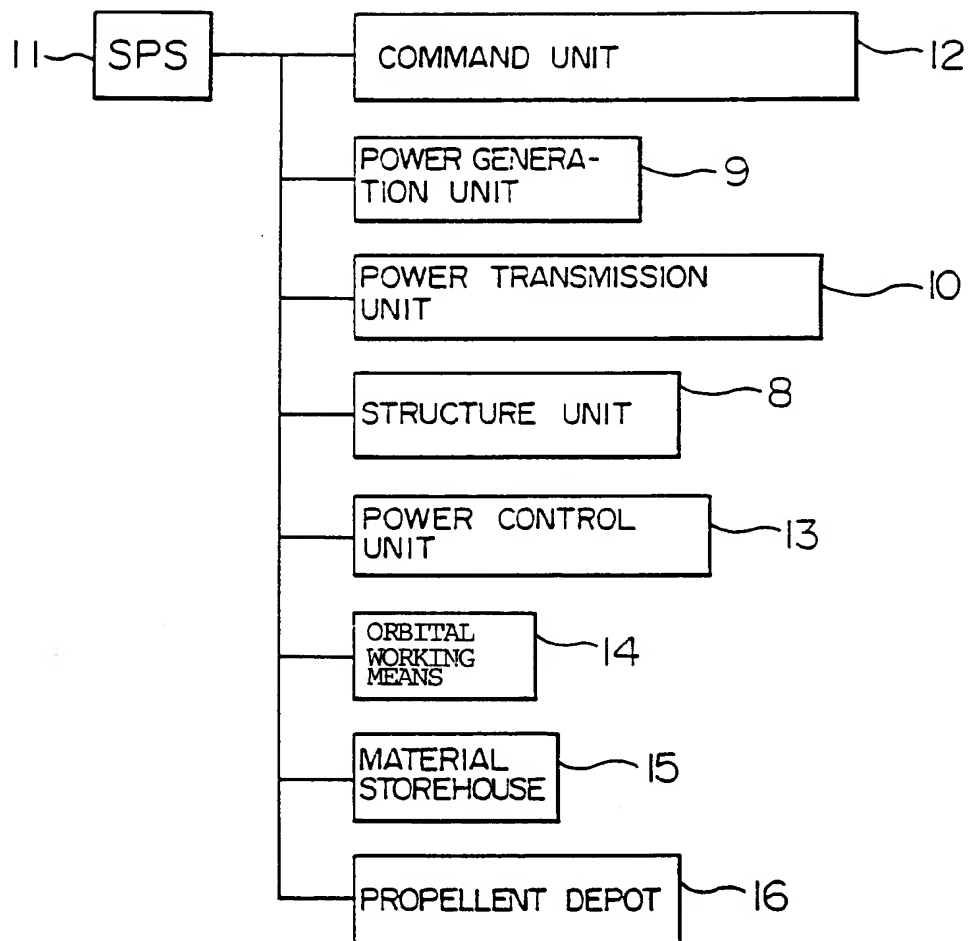 11 SPS COMMAND UNIT 12
POWER GENERA-
TION UNIT 9
POWER TRANSMISSION
UNIT 10
STRUCTURE UNIT 8
POWER CONTROL
UNIT 13
ORBITAL
WORKING
MEANS 14
MATERIAL
STOREHOUSE 15
PROPELLENT DEPOT 16